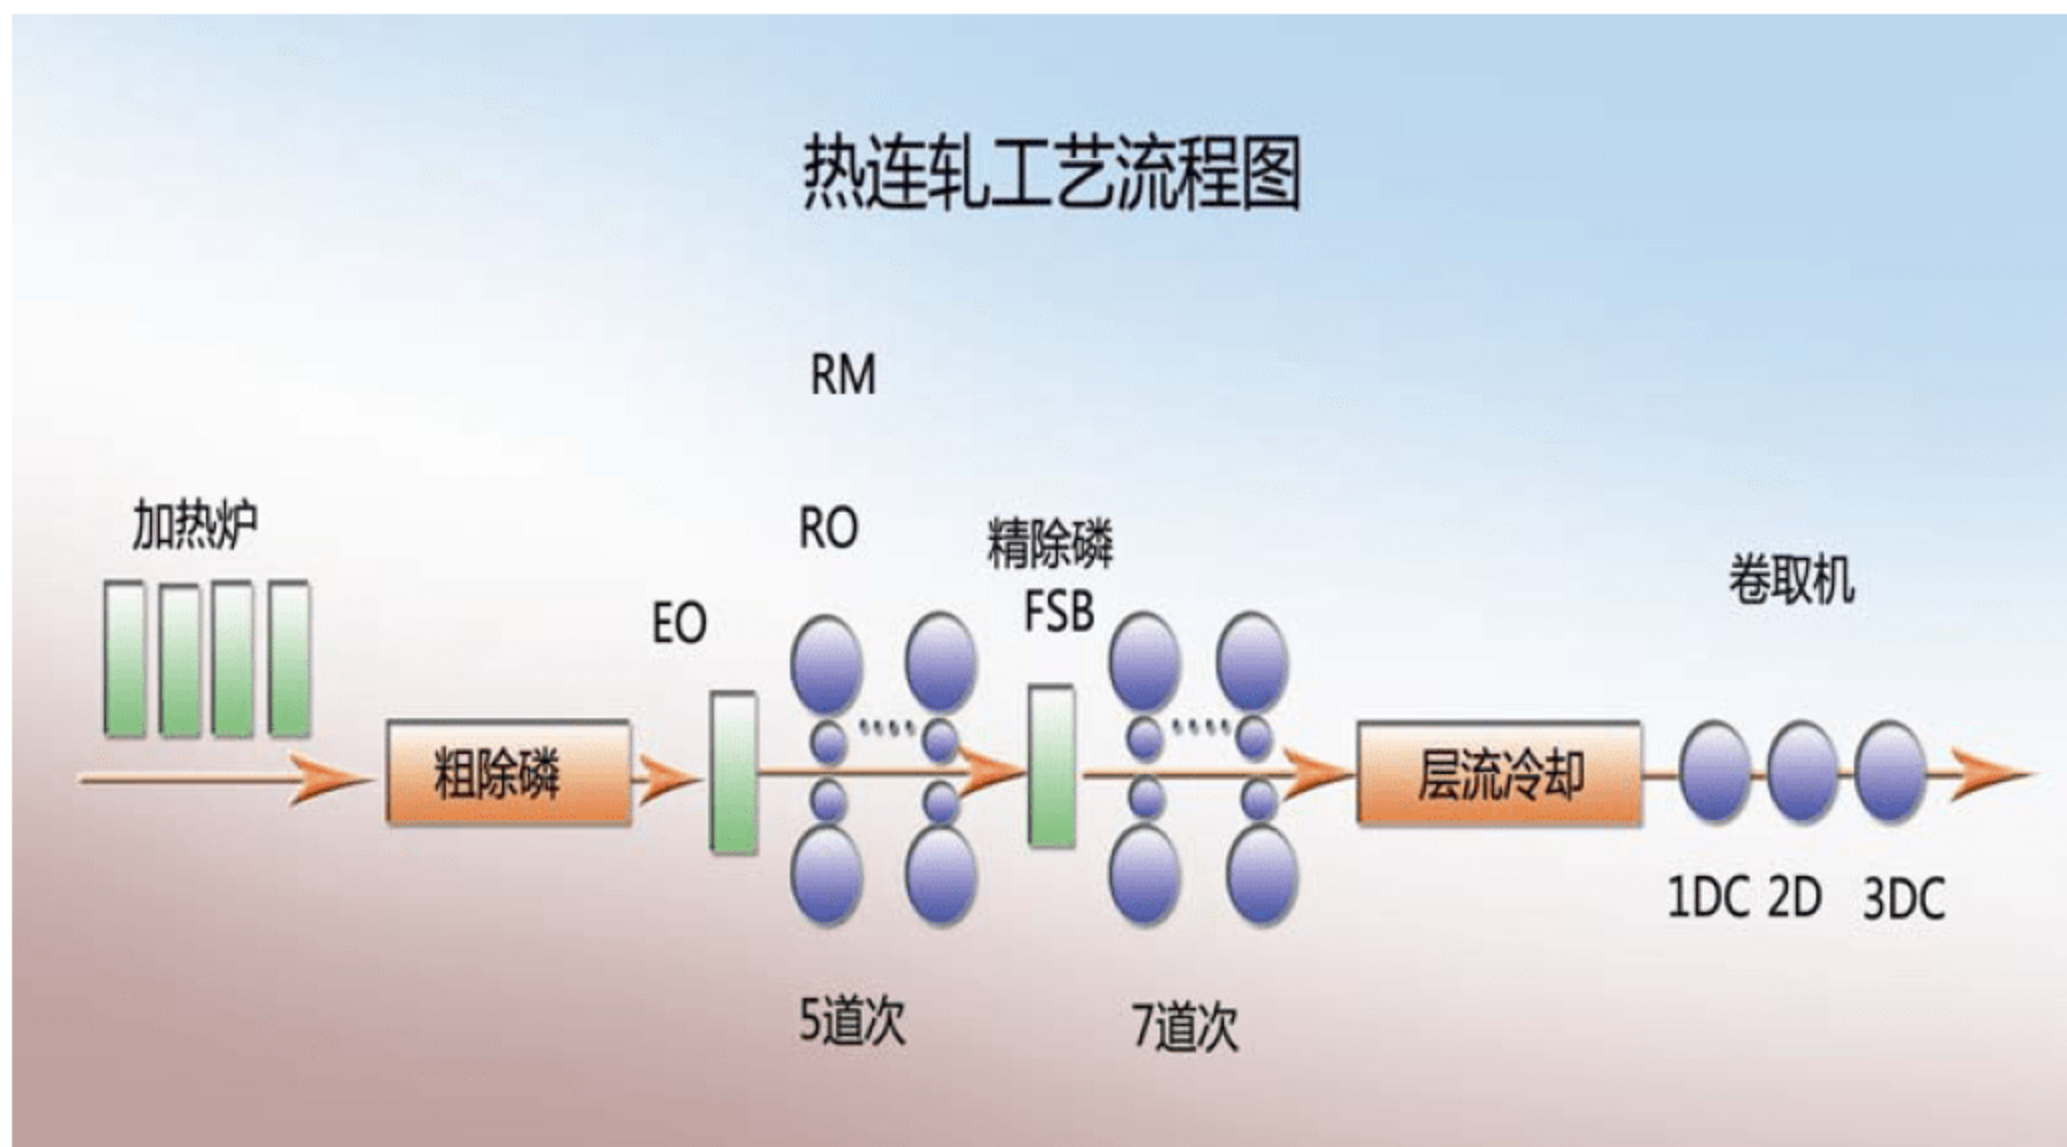 热连轧工艺流程图
RM
加热炉
RO
精除磷
FSB
EO
卷取机
粗除磷
层流冷却
1DC 2D 3DC
5道次
7道次